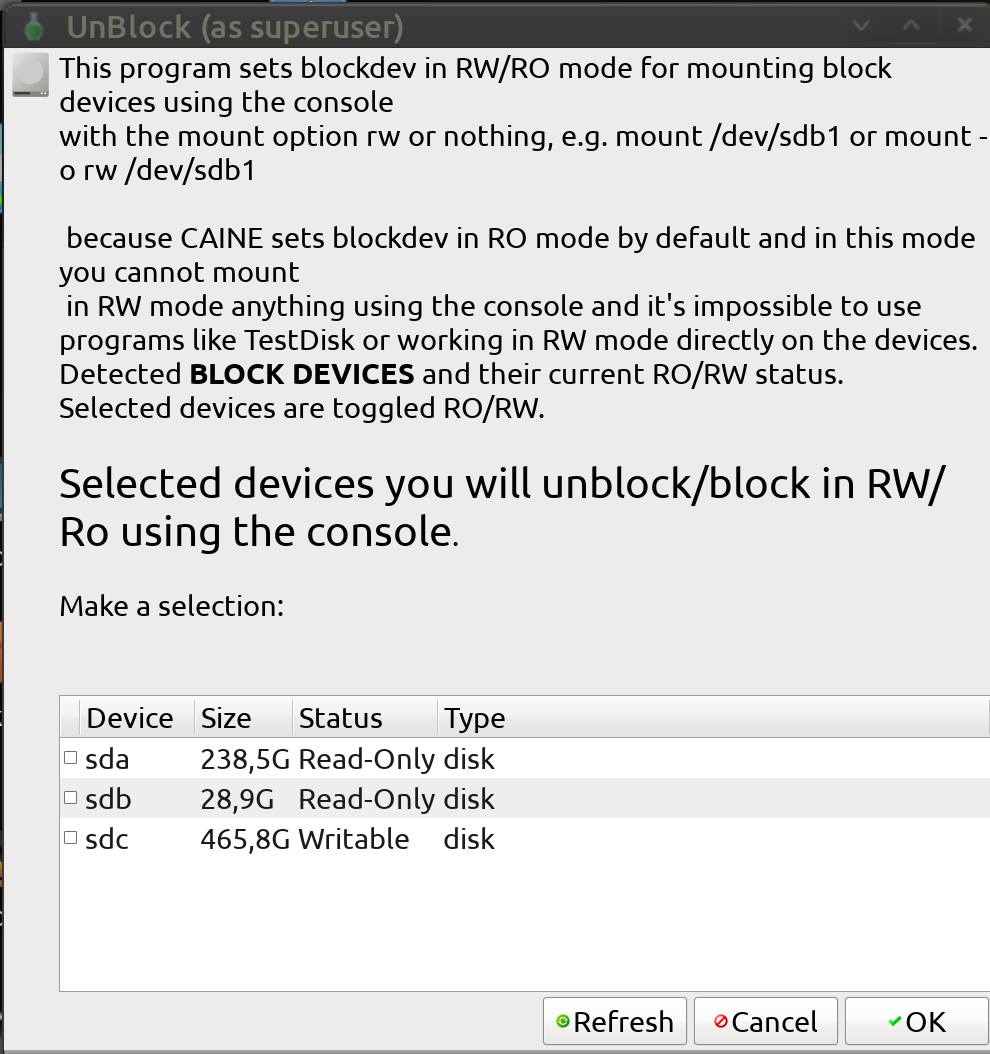 UnBlock (as superuser)
This program sets blockdev in RW/RO mode for mounting block
devices using the console
with the mount option rw or nothing, e.g. mount /dev/sdb1 or mount -
o rw /dev/sdb1
because CAINE sets blockdev in RO mode by default and in this mode
you cannot mount
in RW mode anything using the console and it's impossible to use
programs like TestDisk or working in RW mode directly on the devices.
Detected BLOCK DEVICES and their current RO/RW status.
Selected devices are toggled RO/RW.
Selected devices you will unblock/block in RW/
Ro using the console.
Make a selection:
Device Size Status Type
sda 238,5G Read-Only disk
sdb 28,9G Read-Only disk
sdc 465,8G Writable disk
Refresh Cancel OK